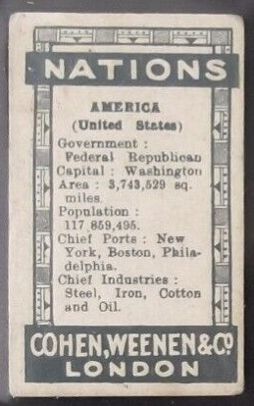 NATIONS
AMERICA
(United States)
Government :
Federal Republican
Capital : Washington
Area : 3,743,529 sq.
miles.
Population :
117,859,495.
Chief Ports : New
York, Boston, Phila-
delphia.
Chief Industries :
Steel, Iron, Cotton
and Oil.
COHEN, WEENEN & Co
LONDON